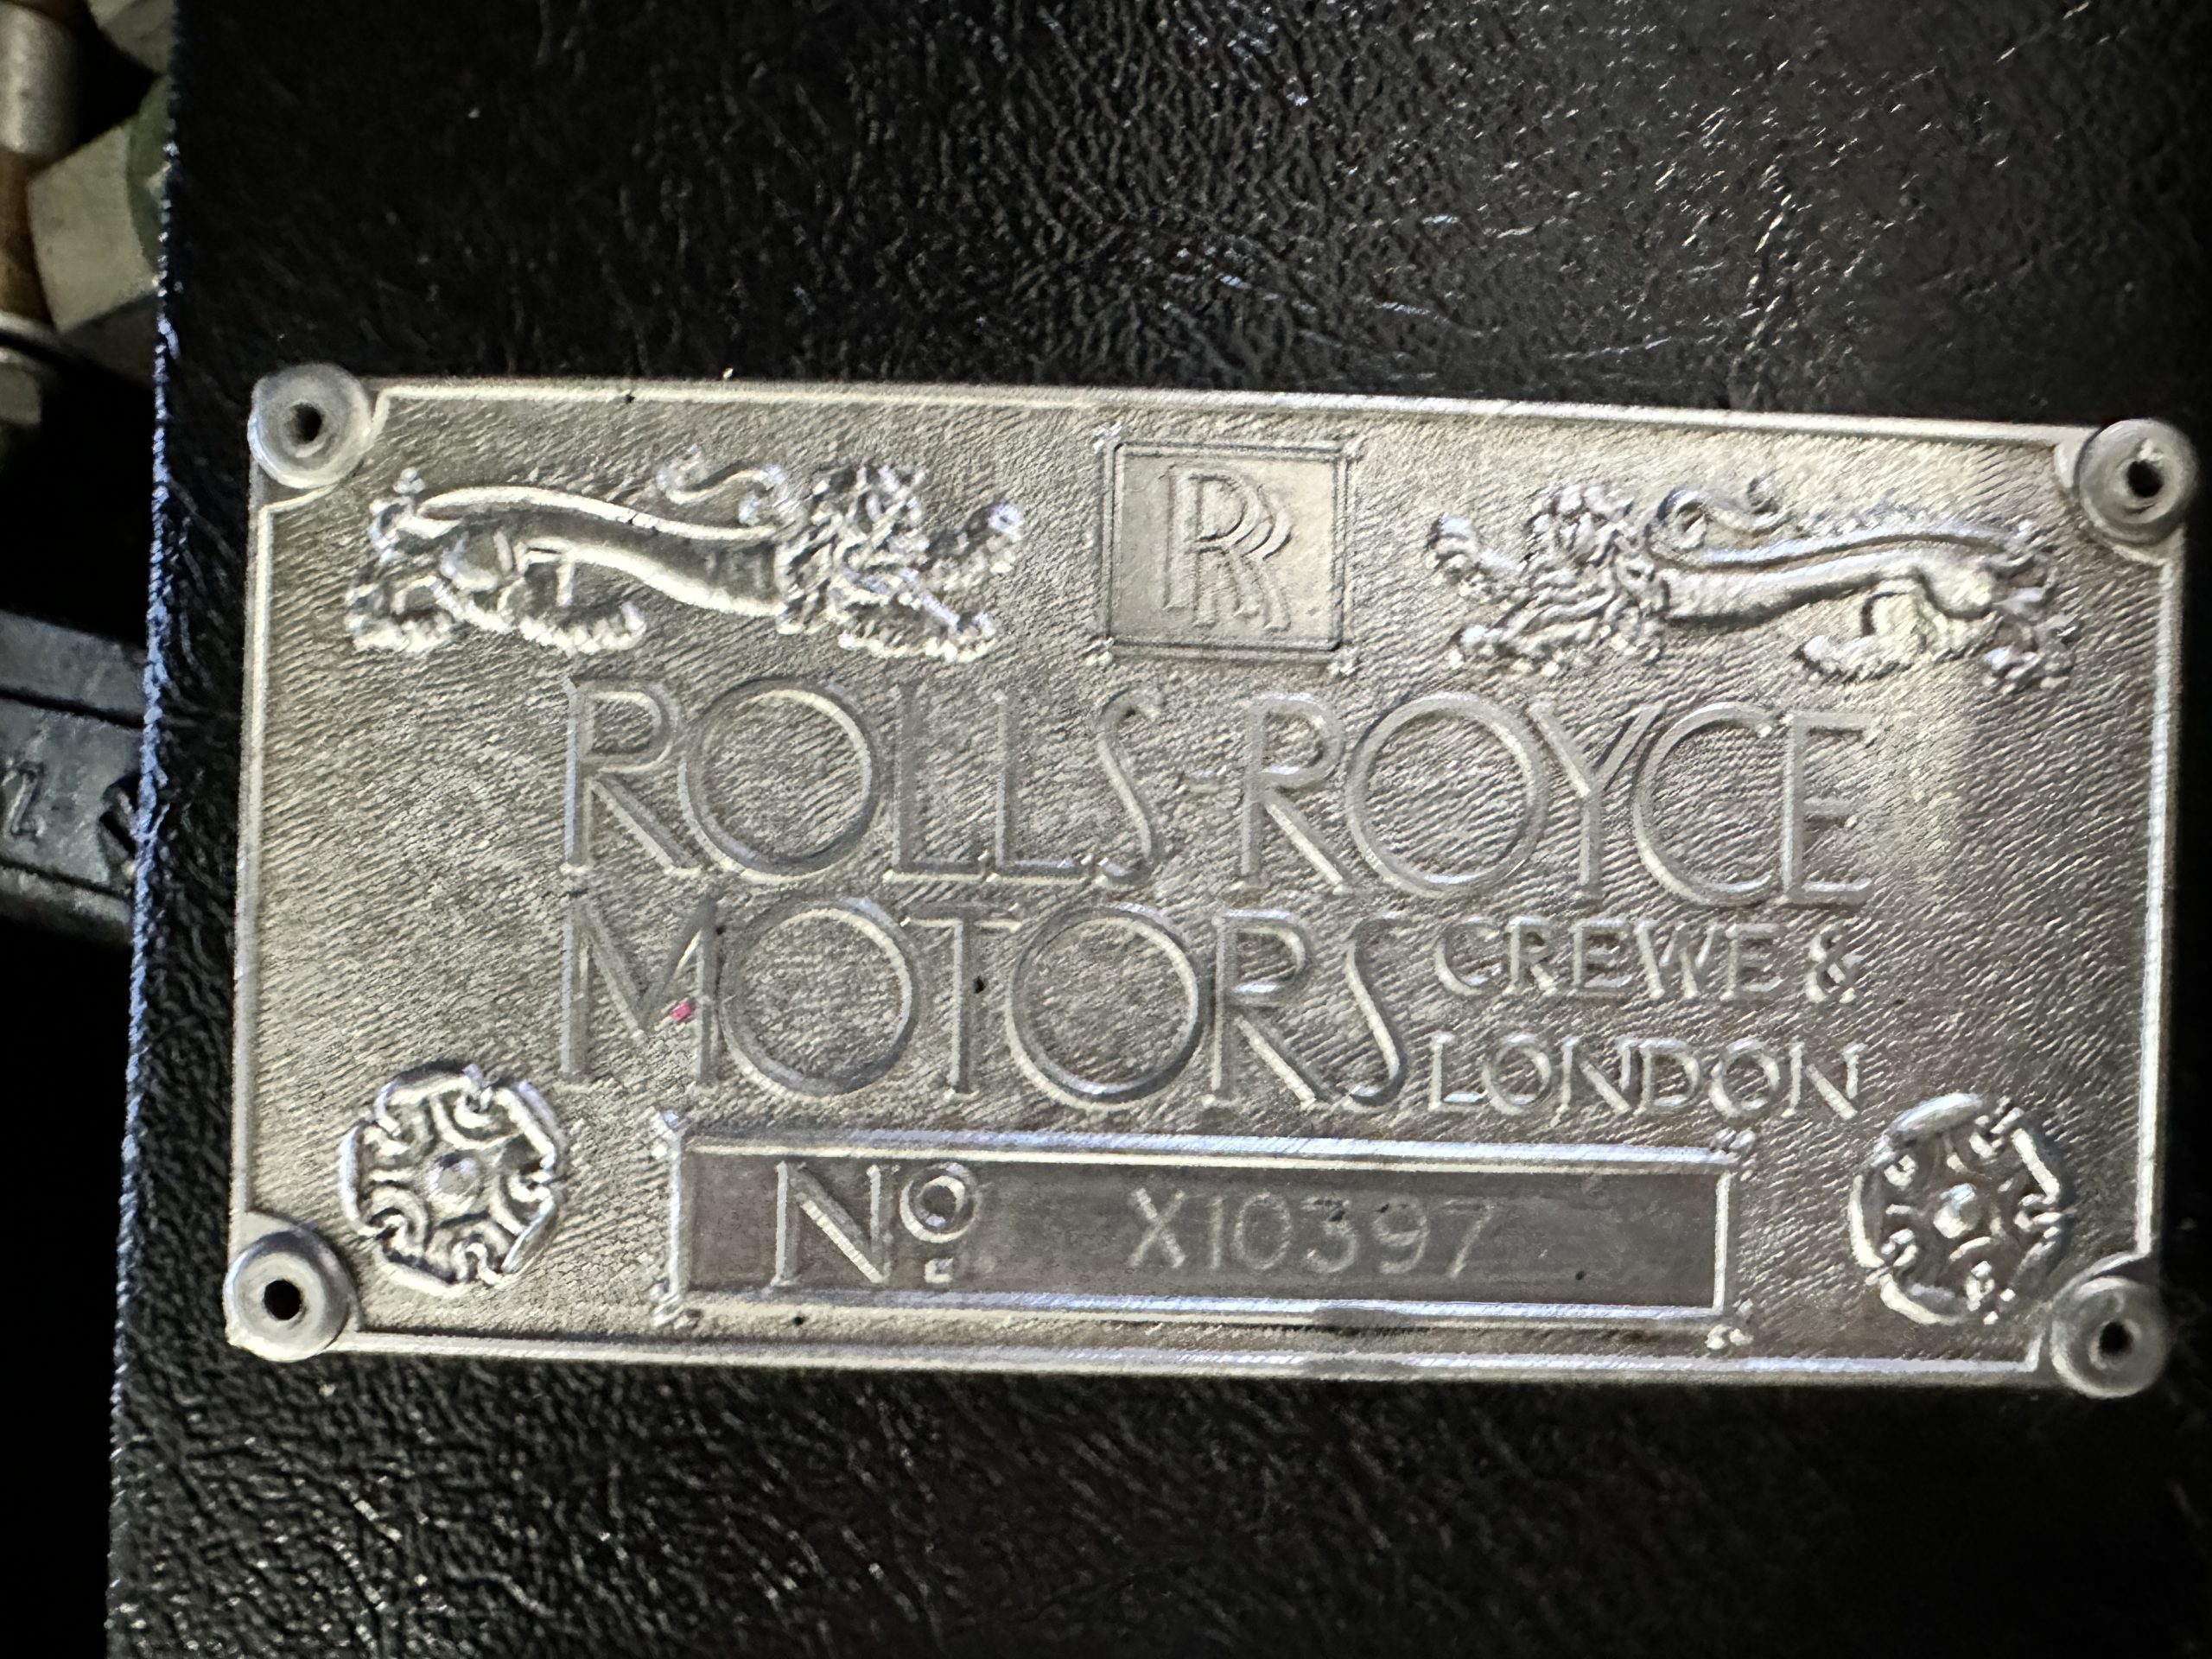 RR
ROLLS-ROYCE
MOTORS CREWE &
LONDON
Nº X10397